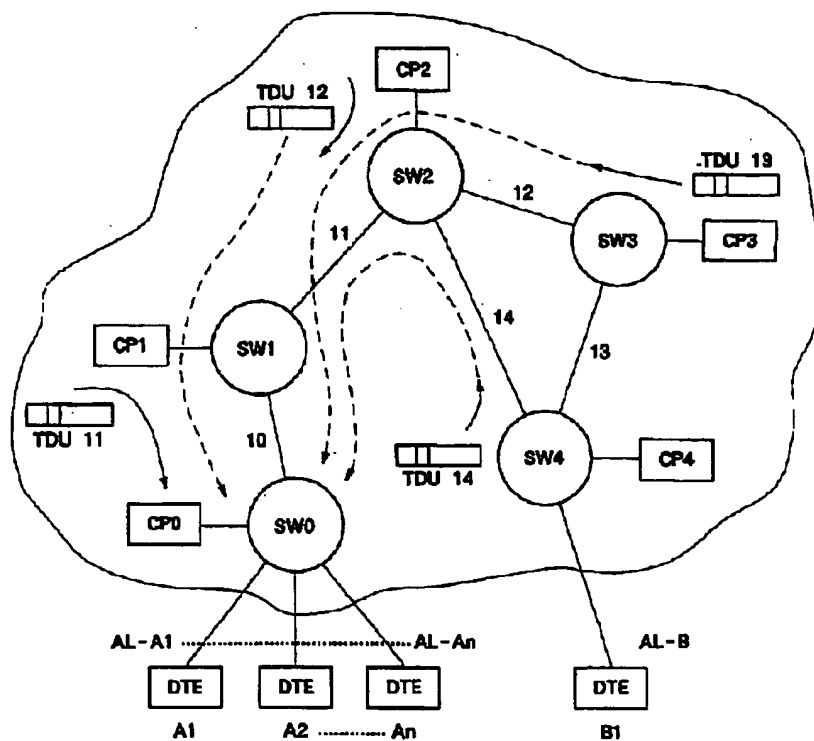 CP2
TDU 12
SW2
.TDU 13
12
SW3
CP3
11
14
CP1
SW1
13
TDU 11
10
TDU 14
SW4
CP4
CP0
SW0
AL-A1 .............. AL-An
AL-B
DTE
DTE
DTE
DTE
A1
A2 ........... An
B1